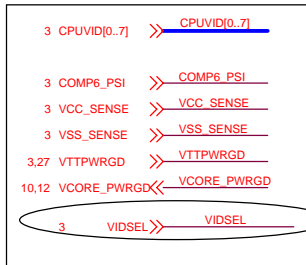 3 CPUVID[0..7] CPUVID[0..7]
3 COMP6_PSI COMP6_PSI
3 VCC_SENSE VCC_SENSE
3 VSS_SENSE VSS_SENSE
3,27 VTTPWRGD VTTPWRGD
10,12 VCORE_PWRGD VCORE_PWRGD
3 VIDSEL VIDSEL